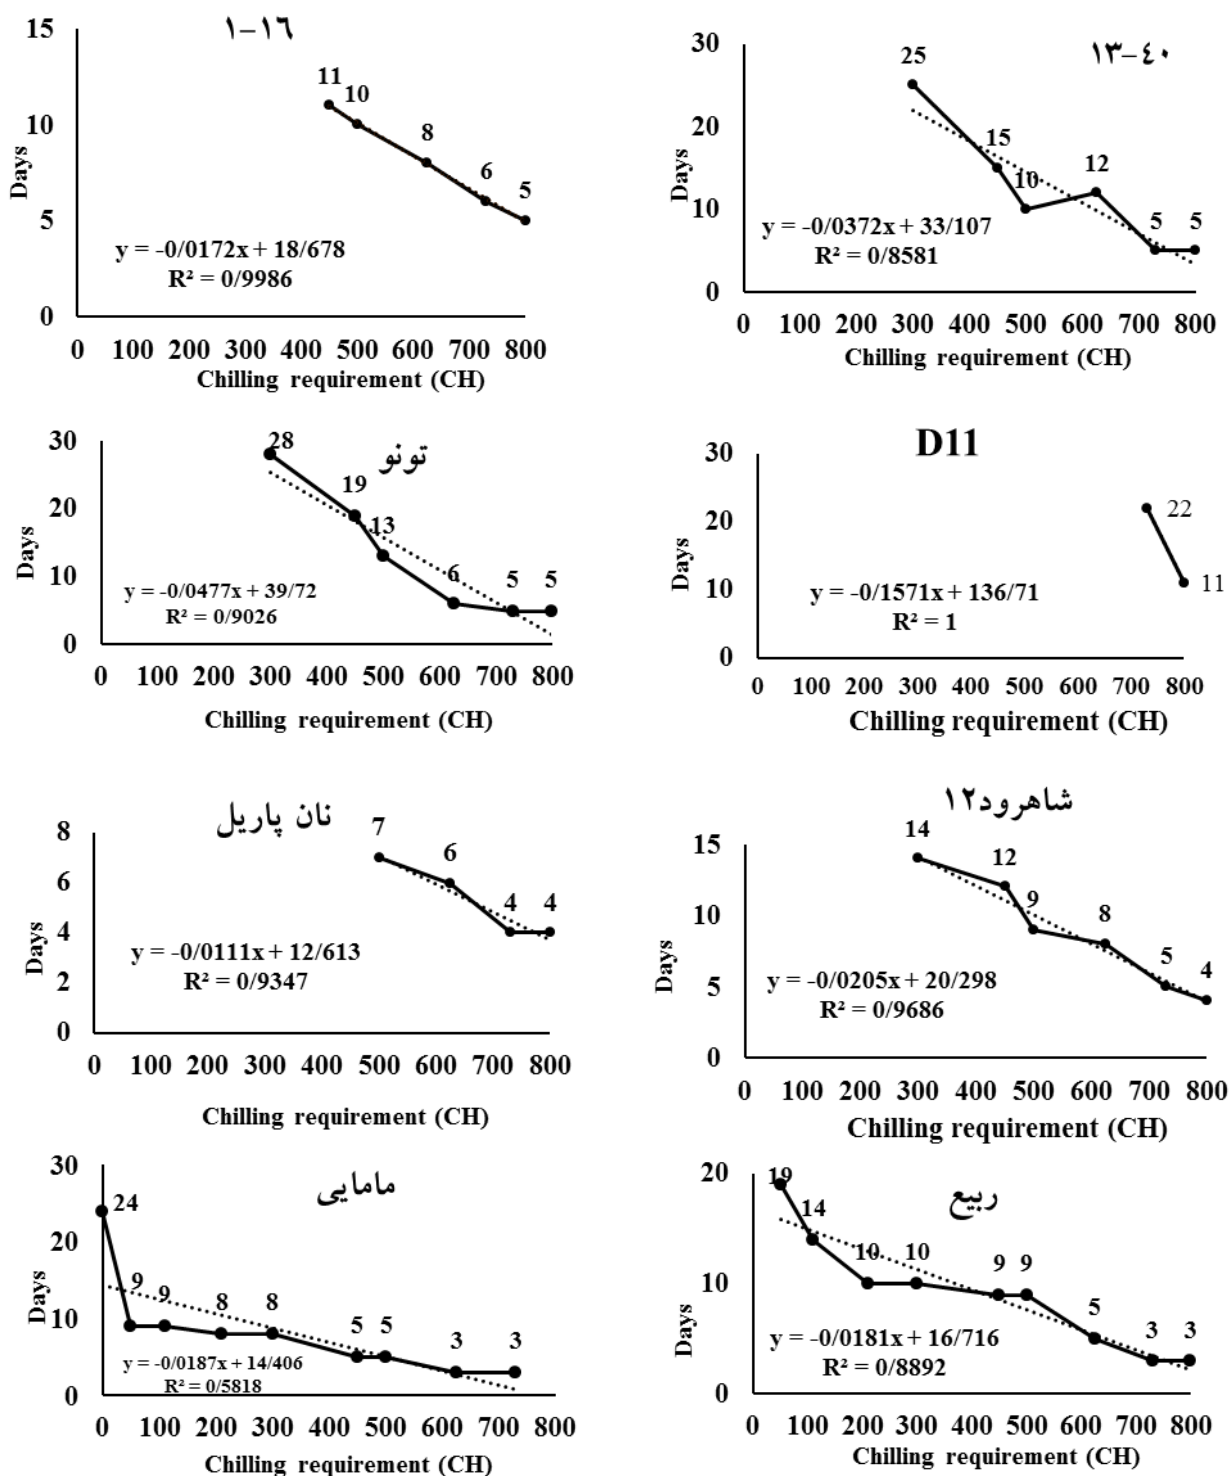 ١-١٦
15
10
5
0
Days
11
10
8
6
5
y = -0/0172x + 18/678
R² = 0/9986
0 100 200 300 400 500 600 700 800
Chilling requirement (CH)
١٣-٤٠
30
20
10
0
Days
25
15
10
12
5
5
y = -0/0372x + 33/107
R² = 0/8581
0 100 200 300 400 500 600 700 800
Chilling requirement (CH)
تونو
30
20
10
0
Days
28
19
13
6
5
5
y = -0/0477x + 39/72
R² = 0/9026
0 100 200 300 400 500 600 700 800
Chilling requirement (CH)
D11
30
20
10
0
Days
22
11
y = -0/1571x + 136/71
R² = 1
0 100 200 300 400 500 600 700 800
Chilling requirement (CH)
نان پاریل
8
6
4
2
0
Days
7
6
4
4
y = -0/0111x + 12/613
R² = 0/9347
0 100 200 300 400 500 600 700 800
Chilling requirement (CH)
شاهرود١٢
15
10
5
0
Days
14
12
9
8
5
4
y = -0/0205x + 20/298
R² = 0/9686
0 100 200 300 400 500 600 700 800
Chilling requirement (CH)
مامایی
30
20
10
0
Days
24
9
9
8
8
5
5
3
3
y = -0/0187x + 14/406
R² = 0/5818
0 100 200 300 400 500 600 700 800
Chilling requirement (CH)
ربیع
20
10
0
Days
19
14
10
10
9
9
5
3
3
y = -0/0181x + 16/716
R² = 0/8892
0 100 200 300 400 500 600 700 800
Chilling requirement (CH)